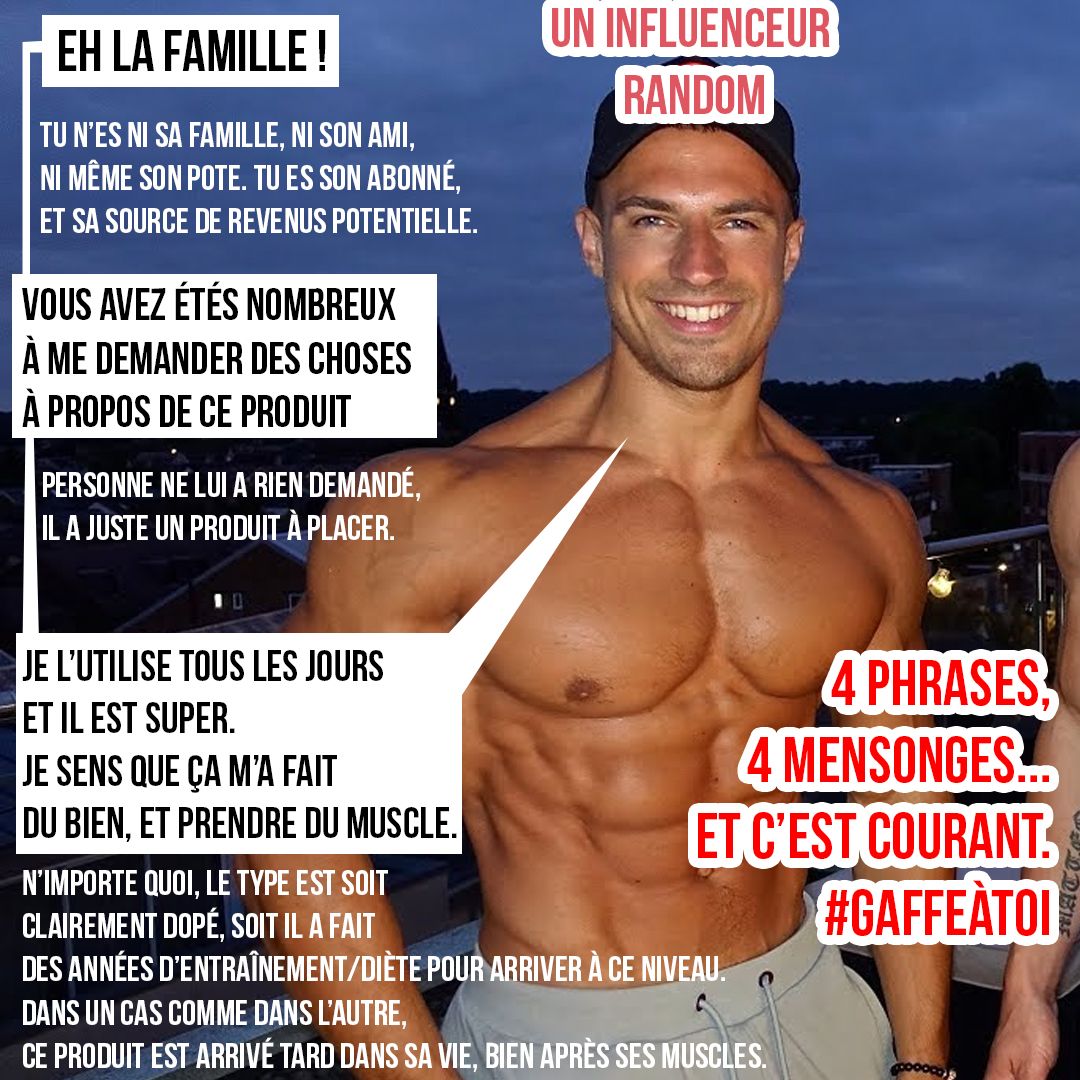 UN INFLUENCEUR
RANDOM
EH LA FAMILLE !
TU N'ES NI SA FAMILLE, NI SON AMI,
NI MÊME SON POTE. TU ES SON ABONNÉ,
ET SA SOURCE DE REVENUS POTENTIELLE.
VOUS AVEZ ÉTÉS NOMBREUX
À ME DEMANDER DES CHOSES
À PROPOS DE CE PRODUIT
PERSONNE NE LUI A RIEN DEMANDÉ,
IL A JUSTE UN PRODUIT À PLACER.
JE L'UTILISE TOUS LES JOURS
ET IL EST SUPER.
JE SENS QUE ÇA M'A FAIT
DU BIEN, ET PRENDRE DU MUSCLE.
N'IMPORTE QUOI, LE TYPE EST SOIT
CLAIREMENT DOPÉ, SOIT IL A FAIT
DES ANNÉES D'ENTRAÎNEMENT/DIÈTE POUR ARRIVER À CE NIVEAU.
DANS UN CAS COMME DANS L'AUTRE,
CE PRODUIT EST ARRIVÉ TARD DANS SA VIE, BIEN APRÈS SES MUSCLES.
4 PHRASES,
4 MENSONGES...
ET C'EST COURANT.
#GAFFEÀTOI